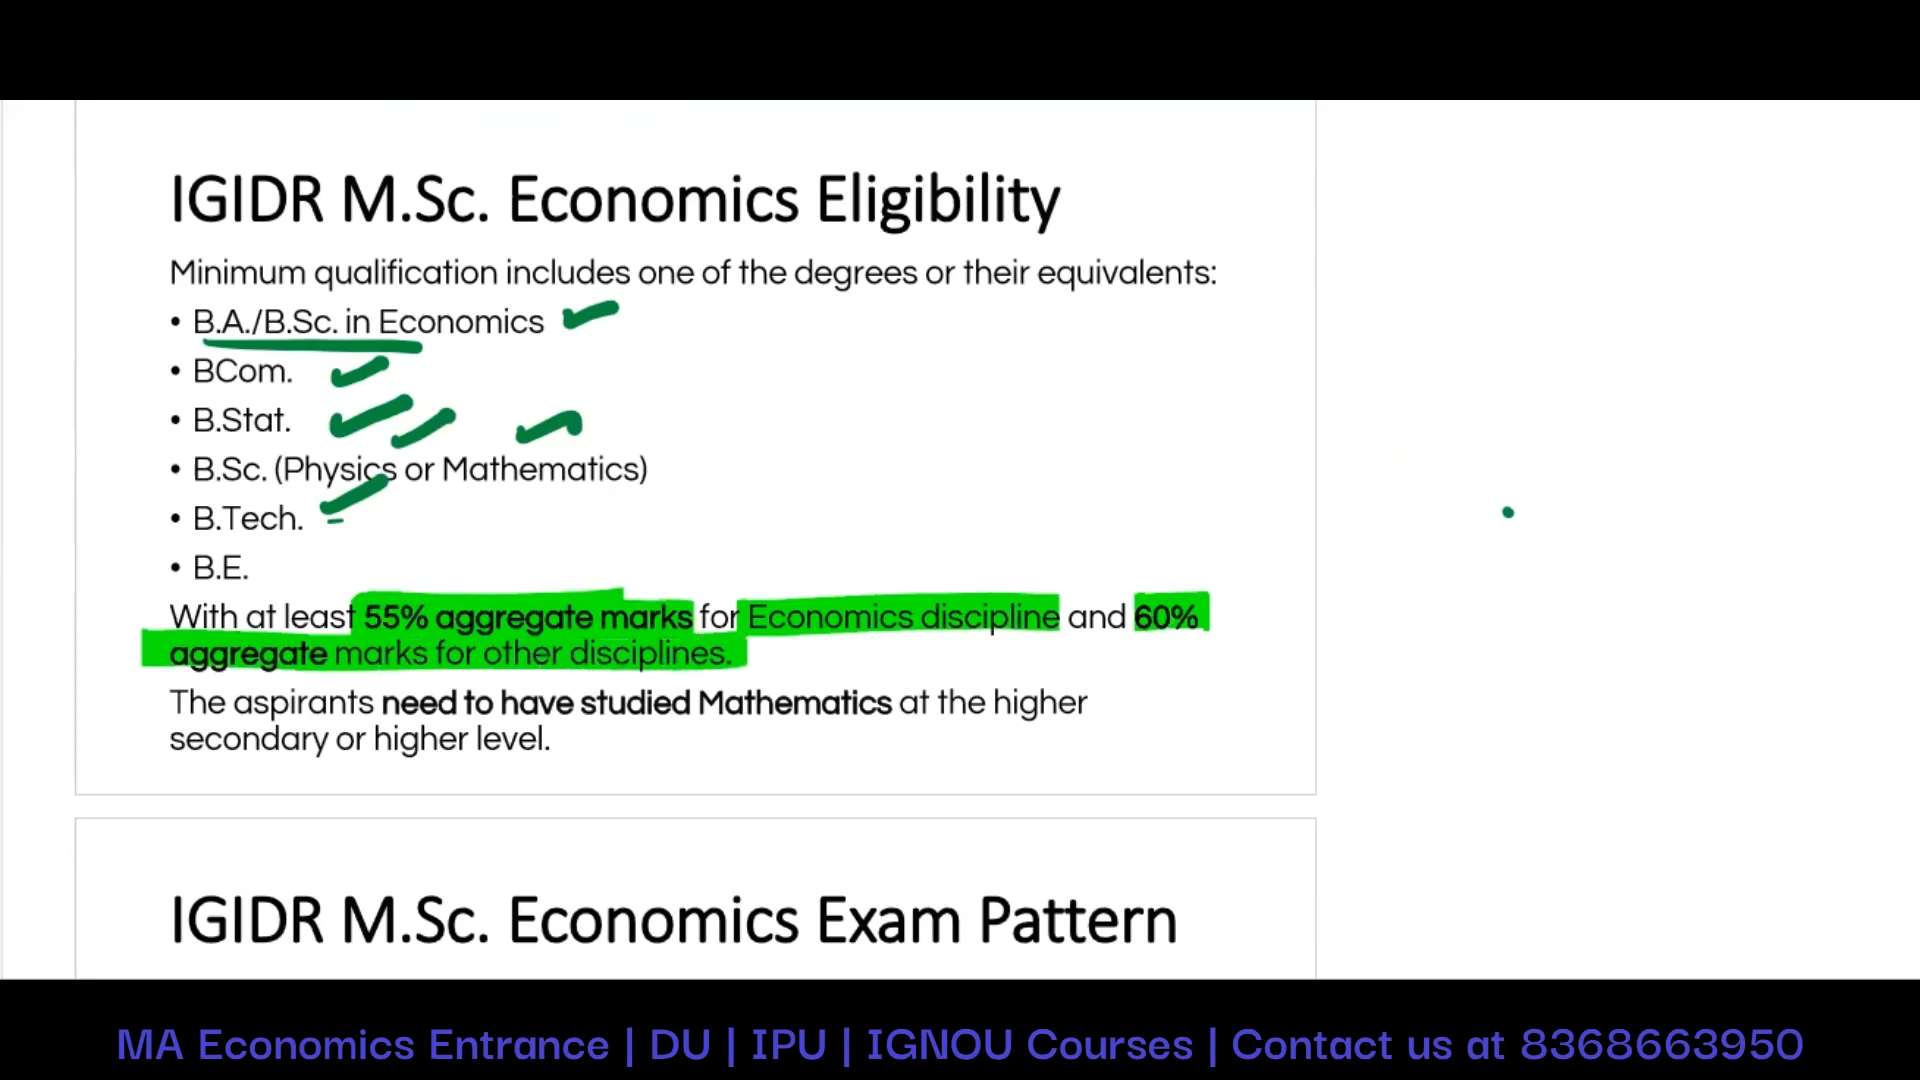 IGIDR M.Sc. Economics Eligibility
Minimum qualification includes one of the degrees or their equivalents:
• B.A./B.Sc. in Economics
• BCom.
• B.Stat.
• B.Sc. (Physics or Mathematics)
• B.Tech.
• B.E.
With at least 55% aggregate marks for Economics discipline and 60%
aggregate marks for other disciplines.
The aspirants need to have studied Mathematics at the higher
secondary or higher level.
IGIDR M.Sc. Economics Exam Pattern
MA Economics Entrance | DU | IPU | IGNOU Courses | Contact us at 8368663950